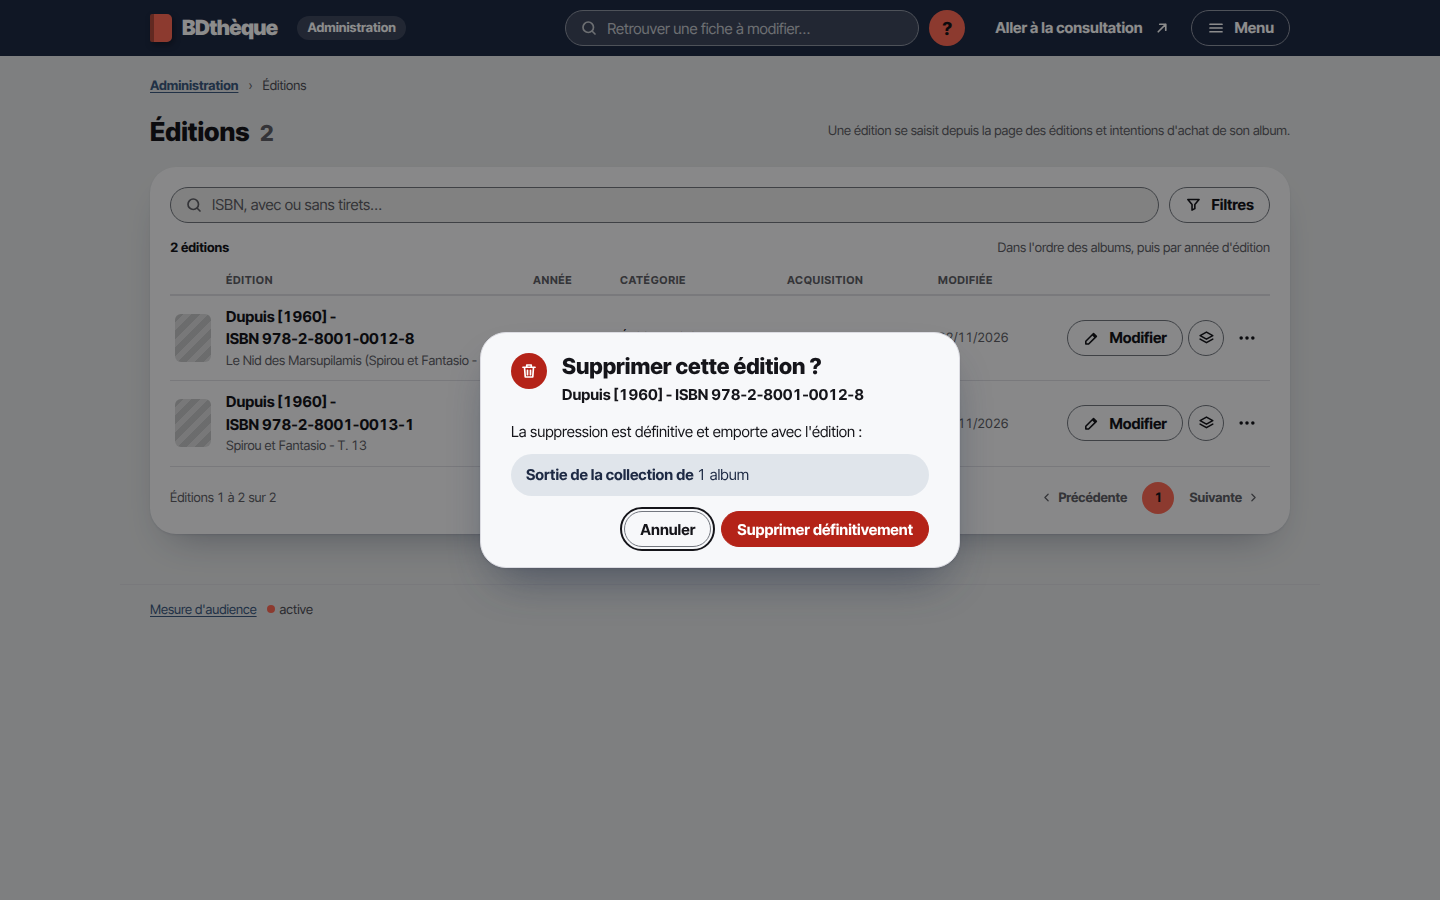 BDthèque
Administration
Retrouver une fiche à modifier...
?
Aller à la consultation
Menu
Administration › Éditions
Éditions 2
Une édition se saisit depuis la page des éditions et intentions d'achat de son album.
ISBN, avec ou sans tirets...
Filtres
2 éditions
Dans l'ordre des albums, puis par année d'édition
ÉDITION ANNÉE CATÉGORIE ACQUISITION MODIFIÉE
Dupuis [1960] -
ISBN 978-2-8001-0012-8
Le Nid des Marsupilamis (Spirou et Fantasio -
/11/2026
Modifier
Dupuis [1960] -
ISBN 978-2-8001-0013-1
Spirou et Fantasio - T. 13
/11/2026
Modifier
Éditions 1 à 2 sur 2
Précédente
1
Suivante
Supprimer cette édition ?
Dupuis [1960] - ISBN 978-2-8001-0012-8
La suppression est définitive et emporte avec l'édition :
Sortie de la collection de 1 album
Annuler
Supprimer définitivement
Mesure d'audience
active